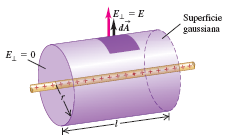 E⊥ = E
dA⃗
Superficie
gaussiana
E⊥ = 0
r
l